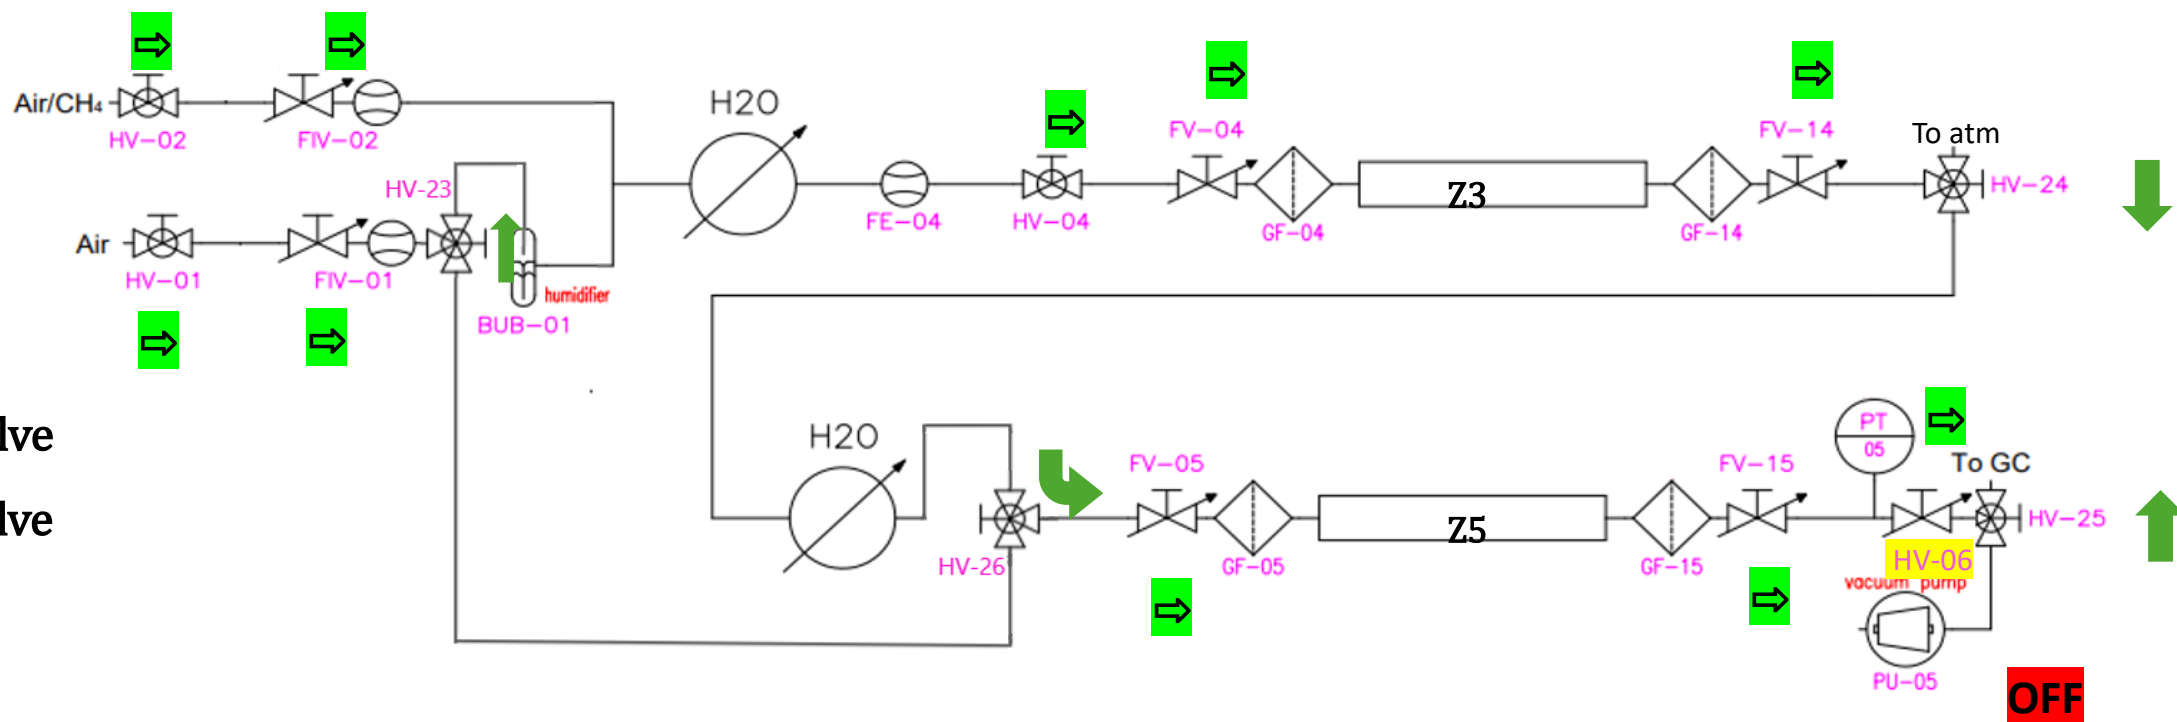 Air/CH₄
HV-02
FIV-02
H2O
FE-04
HV-04
FV-04
GF-04
Z3
GF-14
FV-14
To atm
HV-24
HV-23
Air
HV-01
FIV-01
humidifier
BUB-01
lve
lve
H2O
HV-26
FV-05
GF-05
Z5
GF-15
FV-15
PT
05
To GC
HV-25
HV-06
vacuum pump
PU-05
OFF